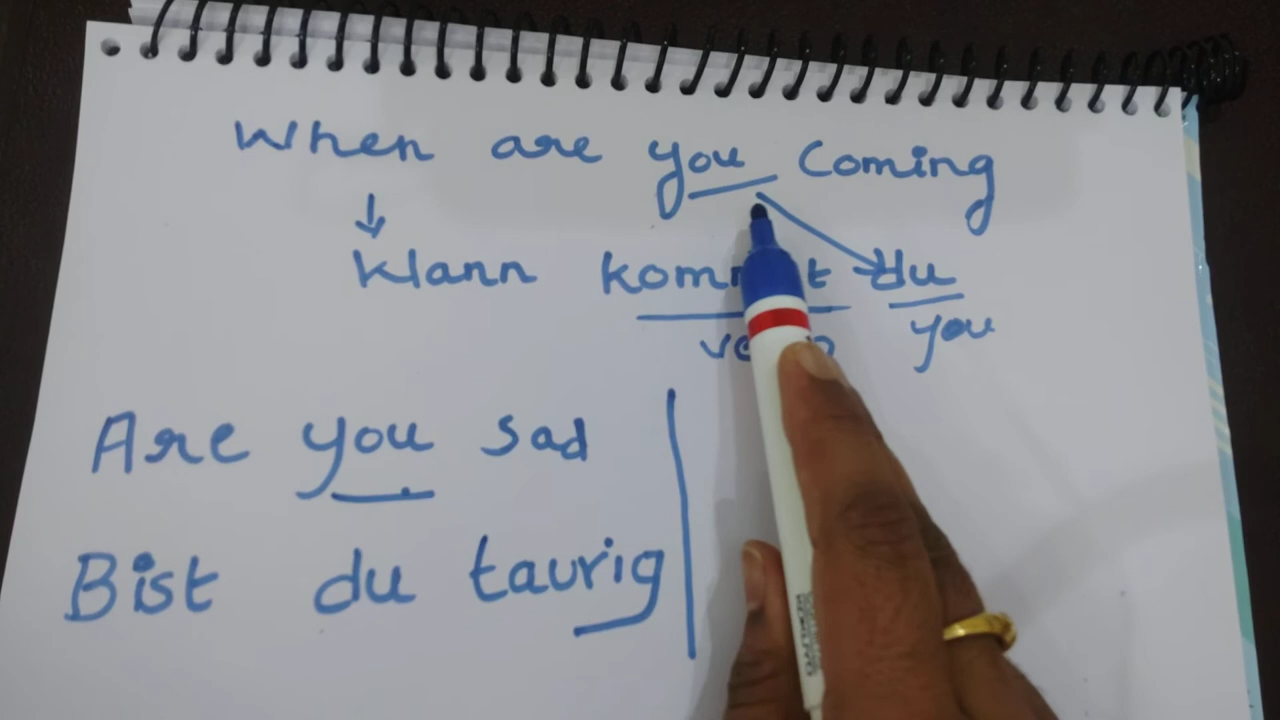 When are you Coming
klann du
you
Are you sad
Bist du taurig